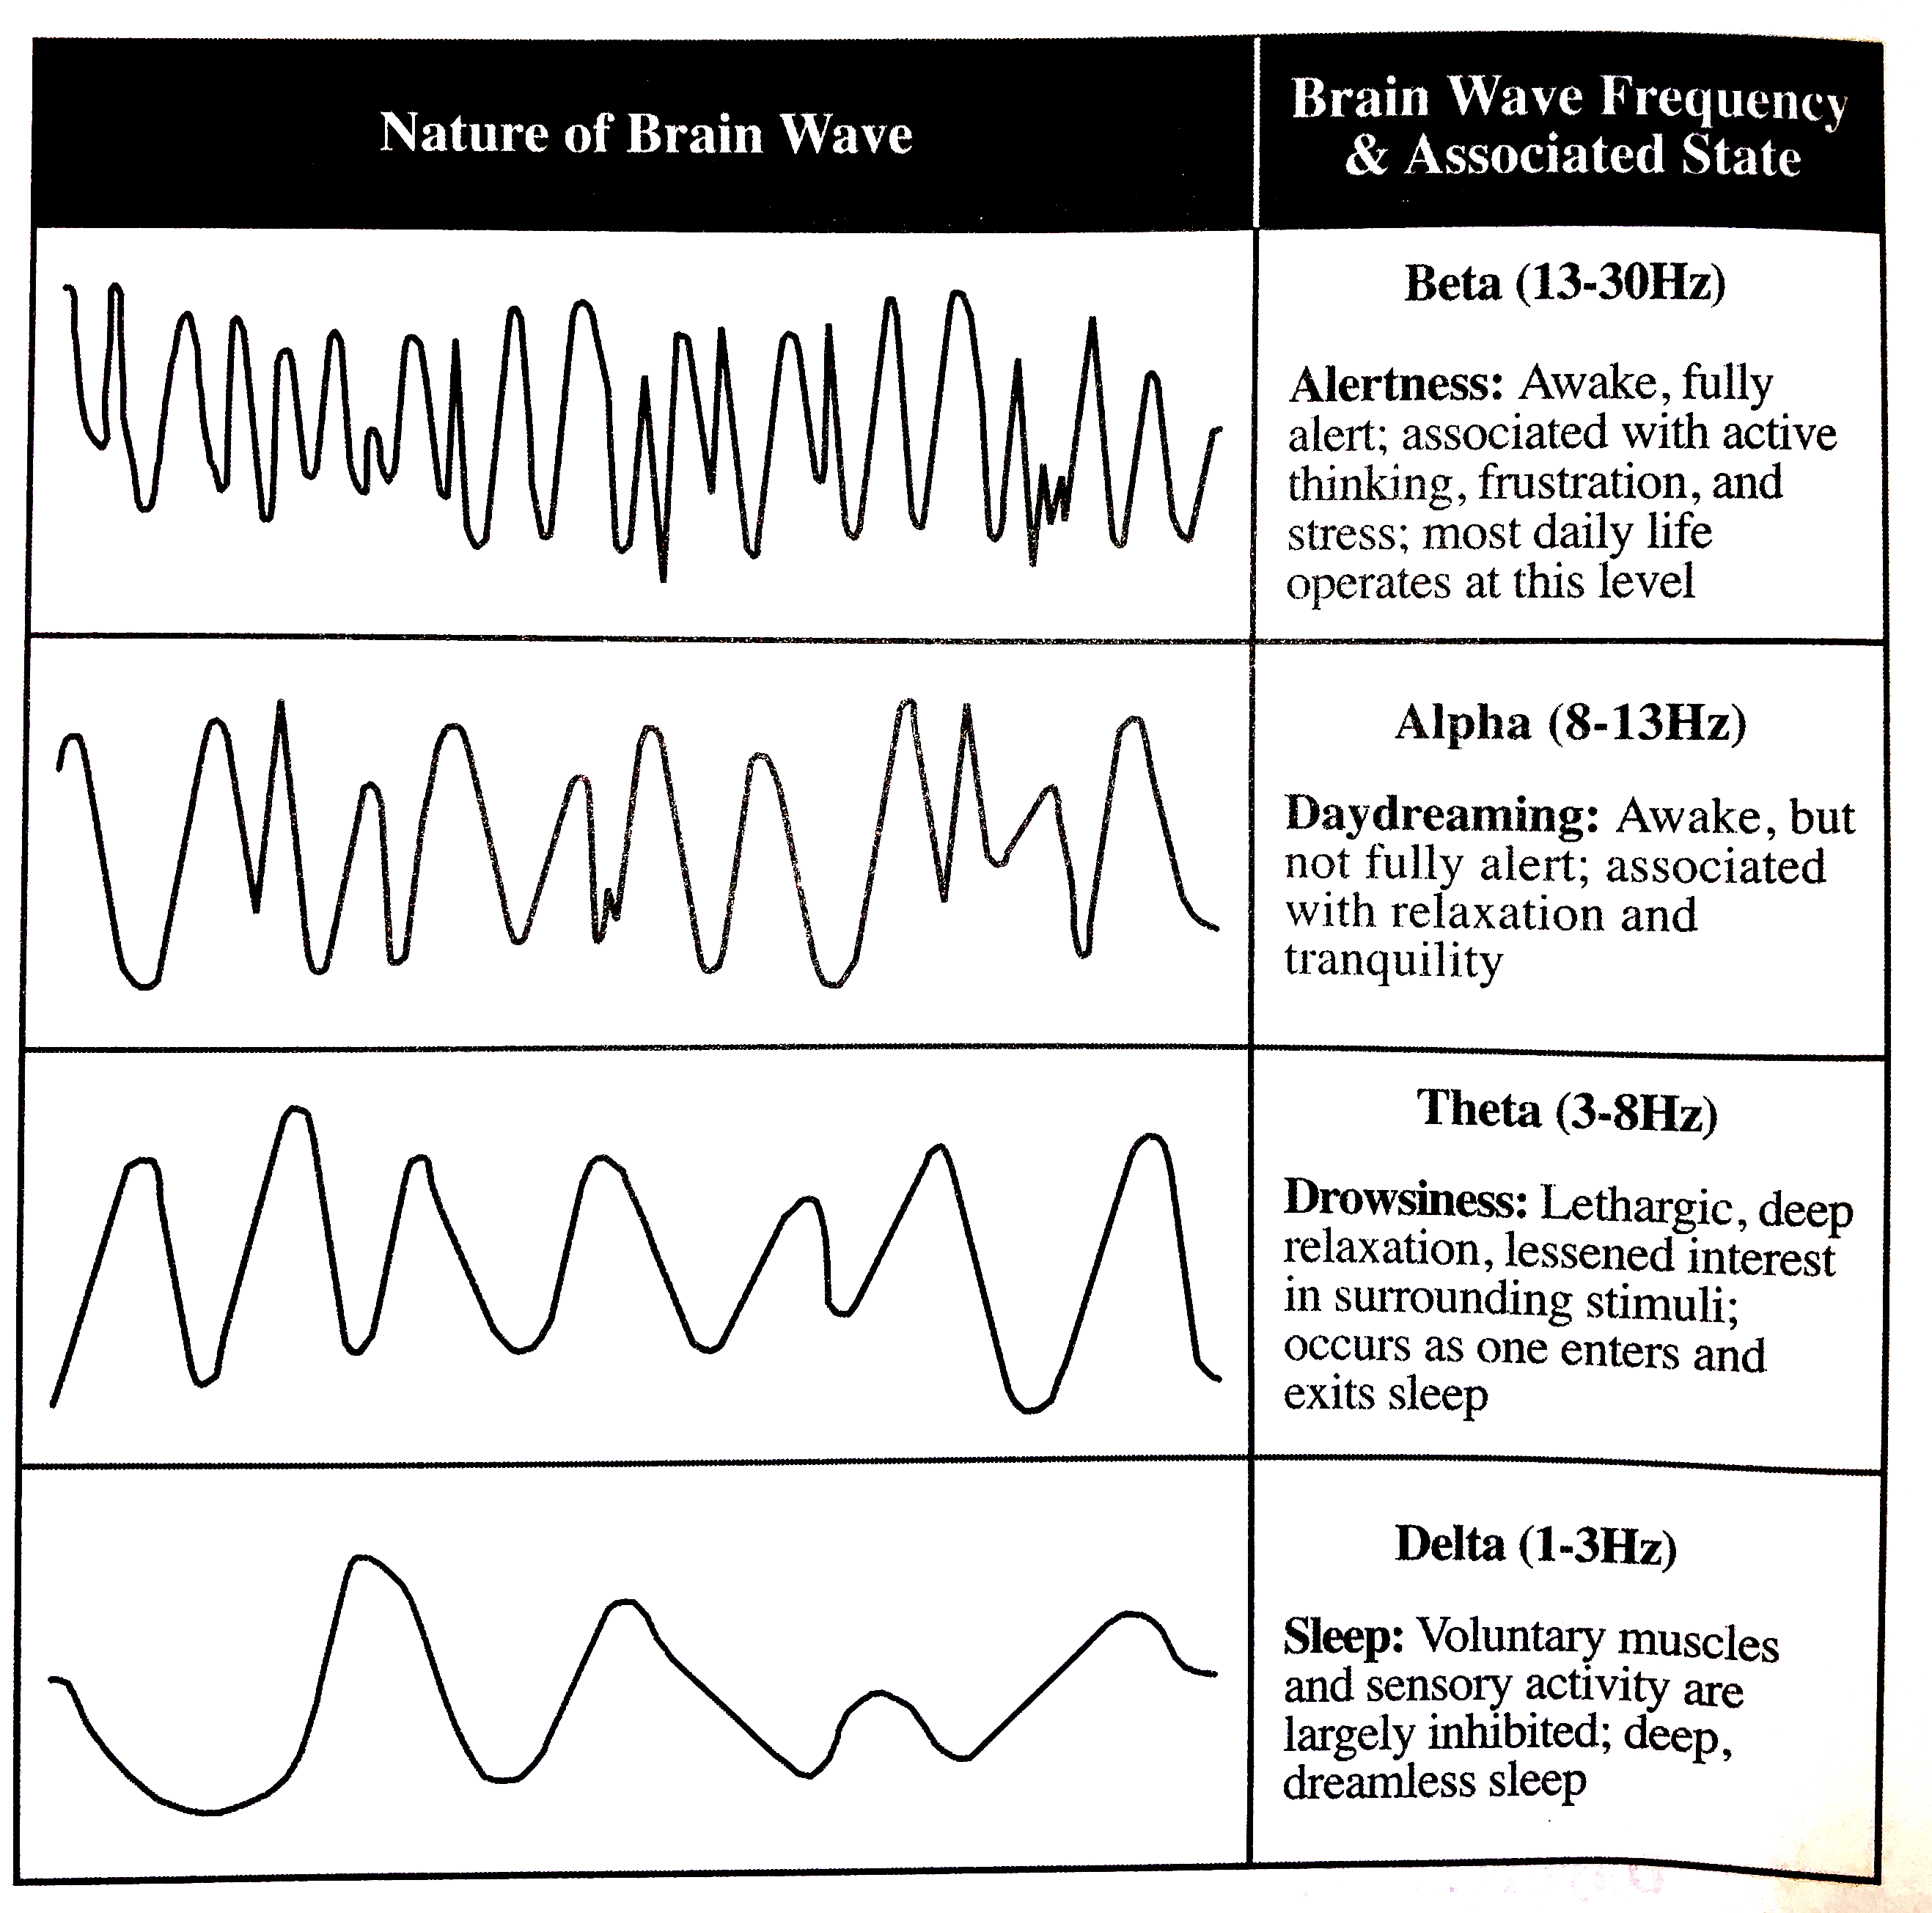 Nature of Brain Wave
Brain Wave Frequency
& Associated State
Beta (13-30Hz)
Alertness: Awake, fully
alert; associated with active
thinking, frustration, and
stress; most daily life
operates at this level
Alpha (8-13Hz)
Daydreaming: Awake, but
not fully alert; associated
with relaxation and
tranquility
Theta (3-8Hz)
Drowsiness: Lethargic, deep
relaxation, lessened interest
in surrounding stimuli;
occurs as one enters and
exits sleep
Delta (1-3Hz)
Sleep: Voluntary muscles
and sensory activity are
largely inhibited; deep,
dreamless sleep